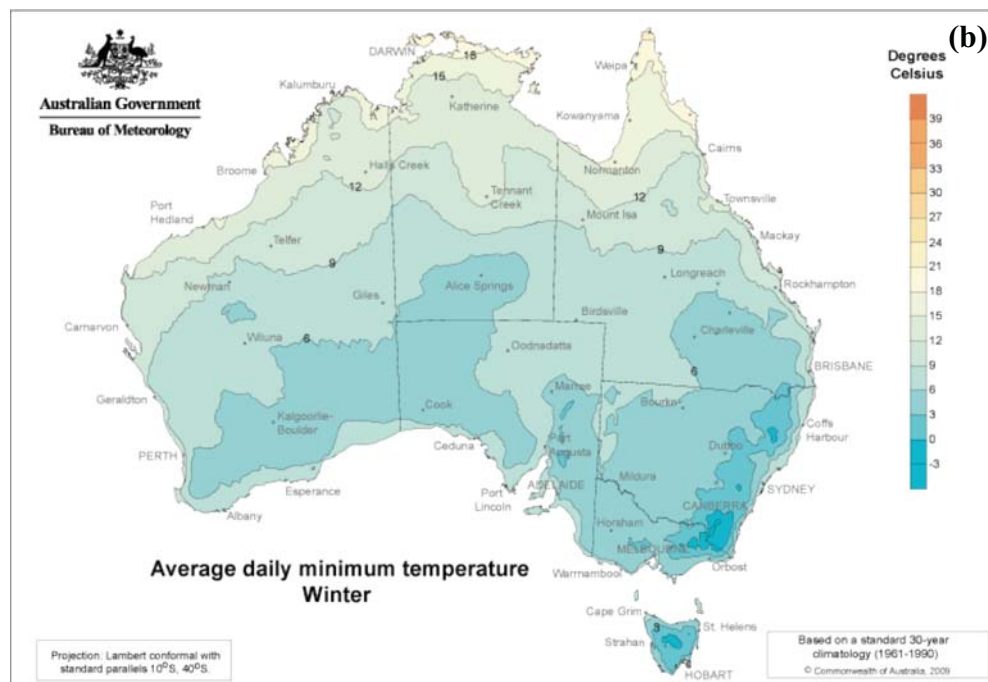 (b)
Australian Government
Bureau of Meteorology
Degrees
Celsius
39
36
33
30
27
24
21
18
15
12
9
6
3
0
-3
DARWIN
18
15
Weipa
Kalumburu
Katherine
Kowanyama
Cairns
Broome
Halls Creek
Normanton
12
12
Tennant
Creek
Townsville
Port
Hedland
Mount Isa
Mackay
Telfer
9
9
Longreach
Rockhampton
Newman
Giles
Alice Springs
Birdsville
Carnarvon
Wiluna
6
Oodnadatta
Charleville
6
BRISBANE
Geraldton
Marree
Bourke
Kalgoorlie-
Boulder
Cook
Coffs
Harbour
PERTH
Ceduna
Port
Augusta
Dubbo
Mildura
SYDNEY
Esperance
Port
Lincoln
ADELAIDE
CANBERRA
Albany
Horsham
MELBOURNE
Orbost
Warrnambool
Average daily minimum temperature
Winter
Cape Grim
3
St. Helens
Strahan
HOBART
Projection: Lambert conformal with
standard parallels 10°S, 40°S.
Based on a standard 30-year
climatology (1961-1990)
© Commonwealth of Australia, 2009